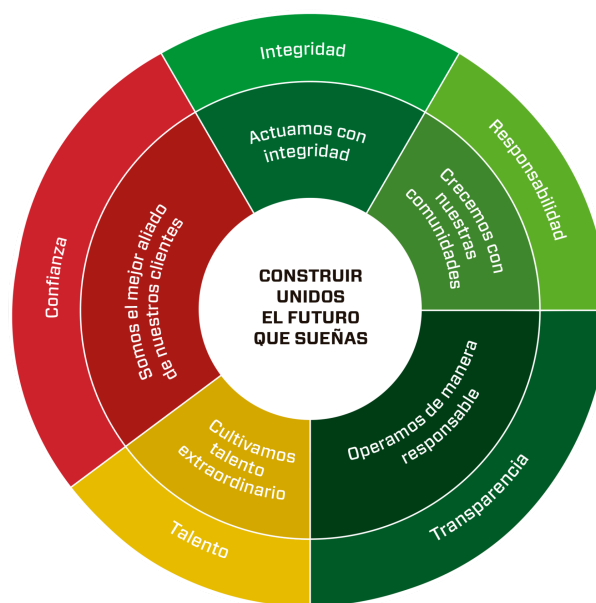 Integridad
Actuamos con
integridad
Responsabilidad
Crecemos con
nuestras
comunidades
Transparencia
Operamos de manera
responsable
Talento
Cultivamos
talento
extraordinario
Confianza
Somos el mejor aliado
de nuestros clientes
CONSTRUIR
UNIDOS
EL FUTURO
QUE SUEÑAS